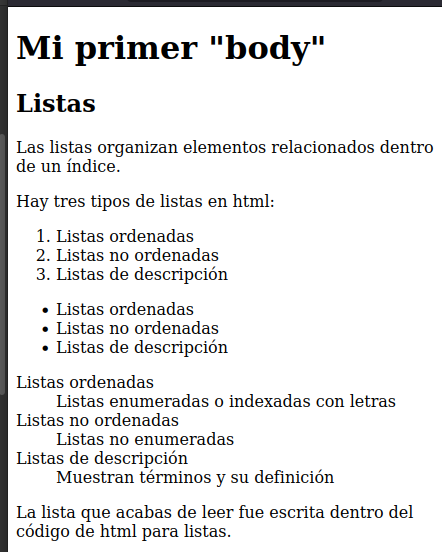 Mi primer "body"
Listas
Las listas organizan elementos relacionados dentro
de un índice.
Hay tres tipos de listas en html:
1. Listas ordenadas
2. Listas no ordenadas
3. Listas de descripción
• Listas ordenadas
• Listas no ordenadas
• Listas de descripción
Listas ordenadas
Listas enumeradas o indexadas con letras
Listas no ordenadas
Listas no enumeradas
Listas de descripción
Muestran términos y su definición
La lista que acabas de leer fue escrita dentro del
código de html para listas.